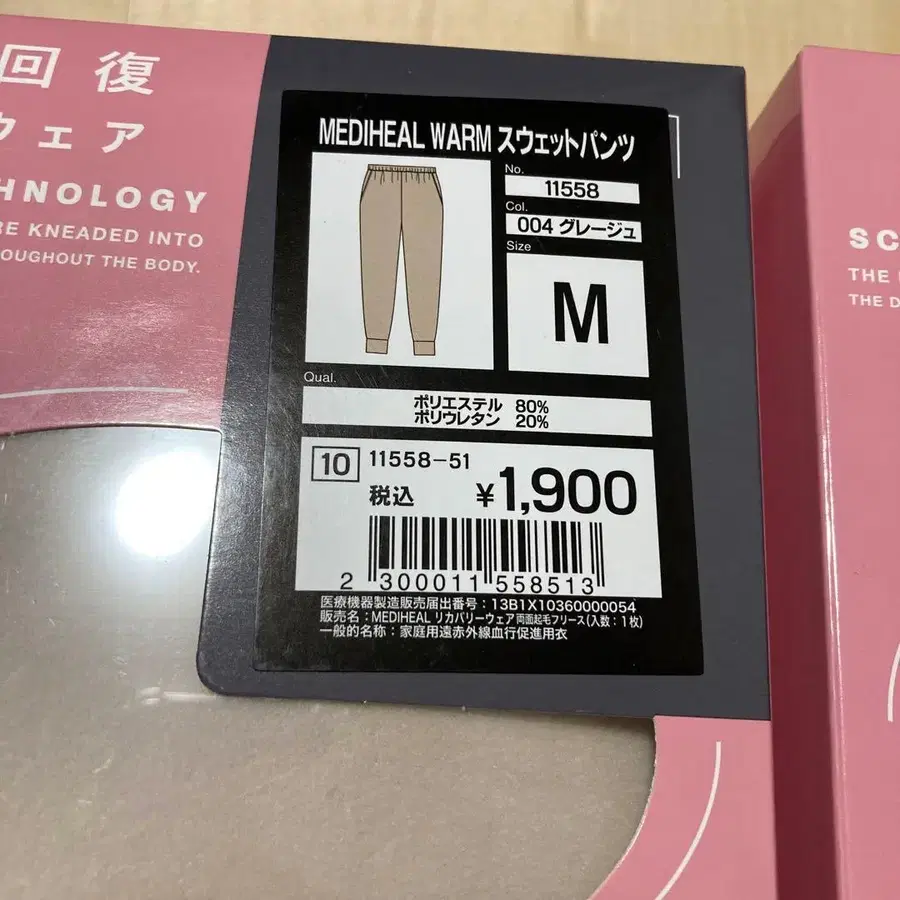 回復
ウェア
HNOLOGY
RE KNEADED INTO
ROUGHOUT THE BODY.
MEDIHEAL WARM スウェットパンツ
No.
11558
Col.
004 グレージュ
Size
M
Qual.
ポリエステル 80%
ポリウレタン 20%
10 11558-51
税込 ¥1,900
2 300011 558513
医療機器製造販売届出番号：13B1X10360000054
販売名：MEDIHEAL リカバリーウェア両面起毛フリース(入数：1枚)
一般的名称：家庭用遠赤外線血行促進用衣
SC
THE
THE D